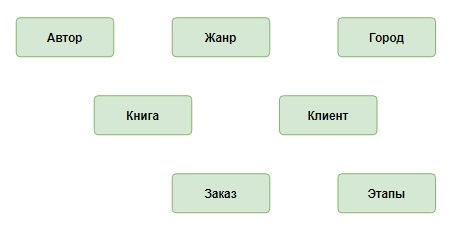 Автор
Жанр
Город
Книга
Клиент
Заказ
Этапы